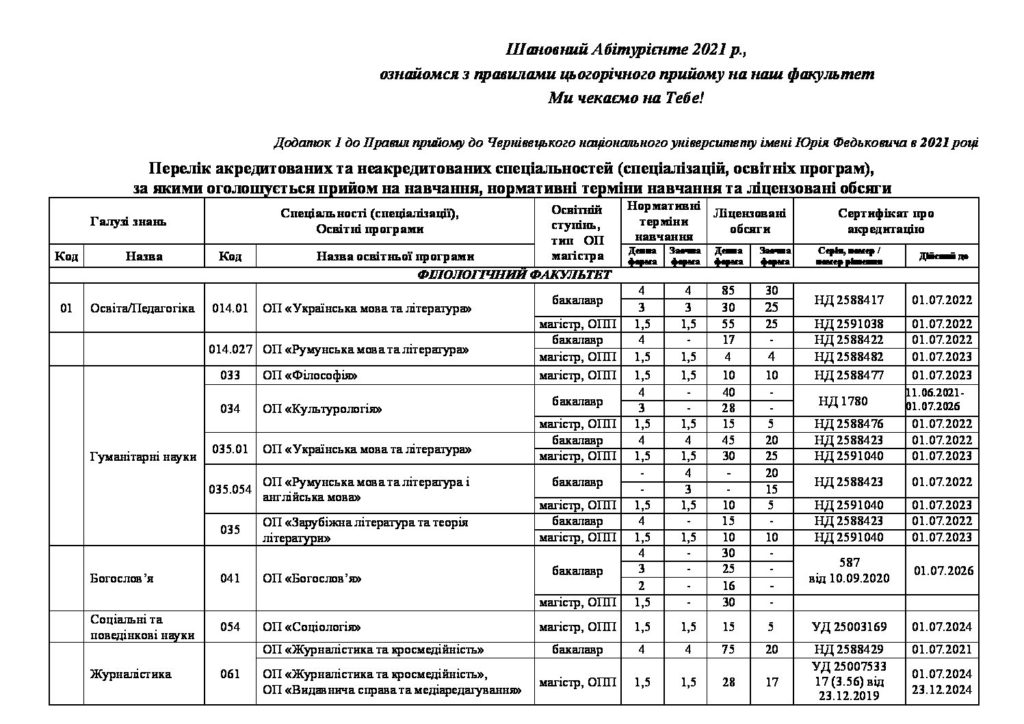 Шановний Абітурієнте 2021 р.,
ознайомся з правилами цьогорічного прийому на наш факультет
Ми чекаємо на Тебе!
Додаток 1 до Правил прийому до Чернівецького національного університету імені Юрія Федьковича в 2021 році
Перелік акредитованих та неакредитованих спеціальностей (спеціалізацій, освітніх програм),
за якими оголошується прийом на навчання, нормативні терміни навчання та ліцензовані обсяги
Галузі знань
Спеціальності (спеціалізації),
Освітні програми
Освітній
ступінь,
тип ОП
магістра
Нормативні
терміни
навчання
Ліцензовані
обсяги
Сертифікат про
акредитацію
Код Назва Код Назва освітньої програми
Денна форма Заочна форма Денна форма Заочна форма Серія, номер / номер рішення Дійсний до
ФІЛОЛОГІЧНИЙ ФАКУЛЬТЕТ
01 Освіта/Педагогіка 014.01 ОП «Українська мова та література» бакалавр 4 4 85 30 НД 2588417 01.07.2022
3 3 30 25
магістр, ОПП 1,5 1,5 55 25 НД 2591038 01.07.2022
014.027 ОП «Румунська мова та література» бакалавр 4 - 17 - НД 2588422 01.07.2022
магістр, ОПП 1,5 1,5 4 4 НД 2588482 01.07.2023
Гуманітарні науки
033 ОП «Філософія» магістр, ОПП 1,5 1,5 10 10 НД 2588477 01.07.2023
034 ОП «Культурологія» бакалавр 4 - 40 - НД 1780 11.06.2021-
3 - 28 - 01.07.2026
магістр, ОПП 1,5 1,5 15 5 НД 2588476 01.07.2022
035.01 ОП «Українська мова та література» бакалавр 4 4 45 20 НД 2588423 01.07.2022
магістр, ОПП 1,5 1,5 30 25 НД 2591040 01.07.2023
035.054 ОП «Румунська мова та література і
англійська мова» бакалавр - 4 - 20 НД 2588423 01.07.2022
- 3 - 15
магістр, ОПП 1,5 1,5 10 5 НД 2591040 01.07.2023
035 ОП «Зарубіжна література та теорія
літератури» бакалавр 4 - 15 - НД 2588423 01.07.2022
магістр, ОПП 1,5 1,5 10 10 НД 2591040 01.07.2023
Богослов’я 041 ОП «Богослов’я» бакалавр 4 - 30 - 587
від 10.09.2020 01.07.2026
3 - 25 -
2 - 16 -
магістр, ОПП 1,5 - 30 -
Соціальні та
поведінкові науки 054 ОП «Соціологія» магістр, ОПП 1,5 1,5 15 5 УД 25003169 01.07.2024
Журналістика 061 ОП «Журналістика та кросмедійність» бакалавр 4 4 75 20 НД 2588429 01.07.2021
ОП «Журналістика та кросмедійність»,
ОП «Видавнича справа та медіаредагування» магістр, ОПП 1,5 1,5 28 17 УД 25007533
17 (3.56) від
23.12.2019
01.07.2024
23.12.2024